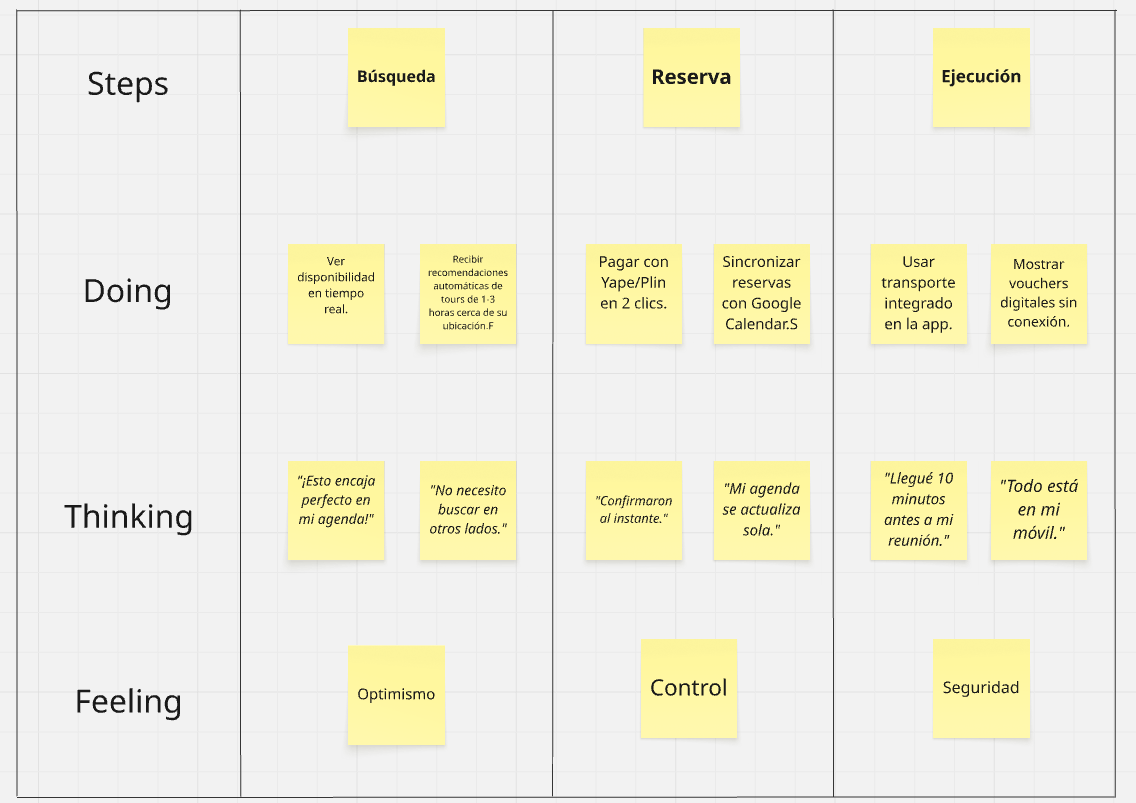 Steps
Búsqueda
Reserva
Ejecución
Doing
Ver
disponibilidad
en tiempo
real.
Recibir
recomendaciones
automáticas de
tours de 1-3
horas cerca de su
ubicación.F
Pagar con
Yape/Plin
en 2 clics.
Sincronizar
reservas
con Google
Calendar.S
Usar
transporte
integrado
en la app.
Mostrar
vouchers
digitales sin
conexión.
Thinking
"¡Esto encaja
perfecto en
mi agenda!"
"No necesito
buscar en
otros lados."
"Confirmaron
al instante."
"Mi agenda
se actualiza
sola."
"Llegué 10
minutos
antes a mi
reunión."
"Todo está
en mi
móvil."
Feeling
Optimismo
Control
Seguridad